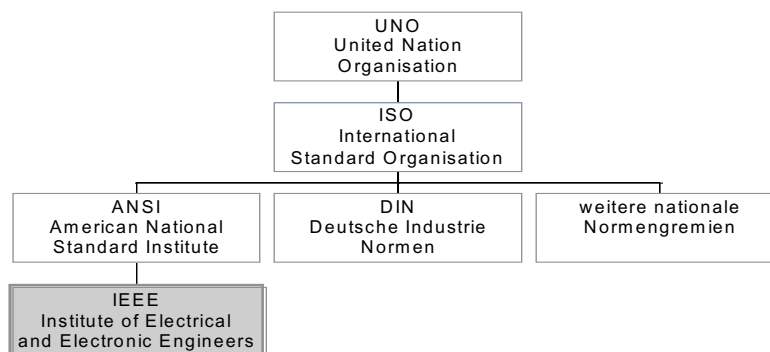 UNO
United Nation
Organisation
ISO
International
Standard Organisation
ANSI
American National
Standard Institute
DIN
Deutsche Industrie
Normen
weitere nationale
Normengremien
IEEE
Institute of Electrical
and Electronic Engineers